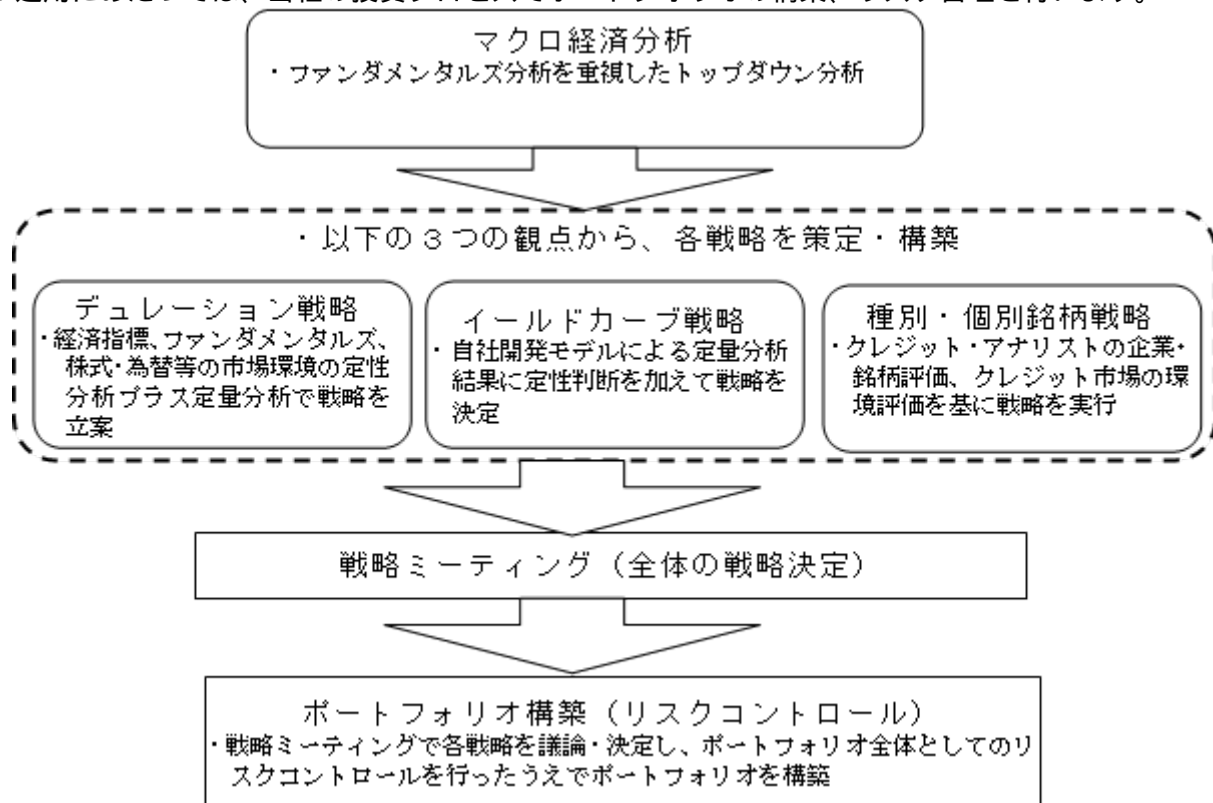 マクロ経済分析
・ファンダメンタルズ分析を重視したトップダウン分析
・以下の３つの観点から、各戦略を策定・構築
デュレーション戦略
・経済指標、ファンダメンタルズ、
株式・為替等の市場環境の定性
分析プラス定量分析で戦略を
立案
イールドカーブ戦略
・自社開発モデルによる定量分析
結果に定性判断を加えて戦略を
決定
種別・個別銘柄戦略
・クレジット・アナリストの企業・
銘柄評価、クレジット市場の環
境評価を基に戦略を実行
戦略ミーティング（全体の戦略決定）
ポートフォリオ構築（リスクコントロール）
・戦略ミーティングで各戦略を議論・決定し、ポートフォリオ全体としてのリ
スクコントロールを行ったうえでポートフォリオを構築